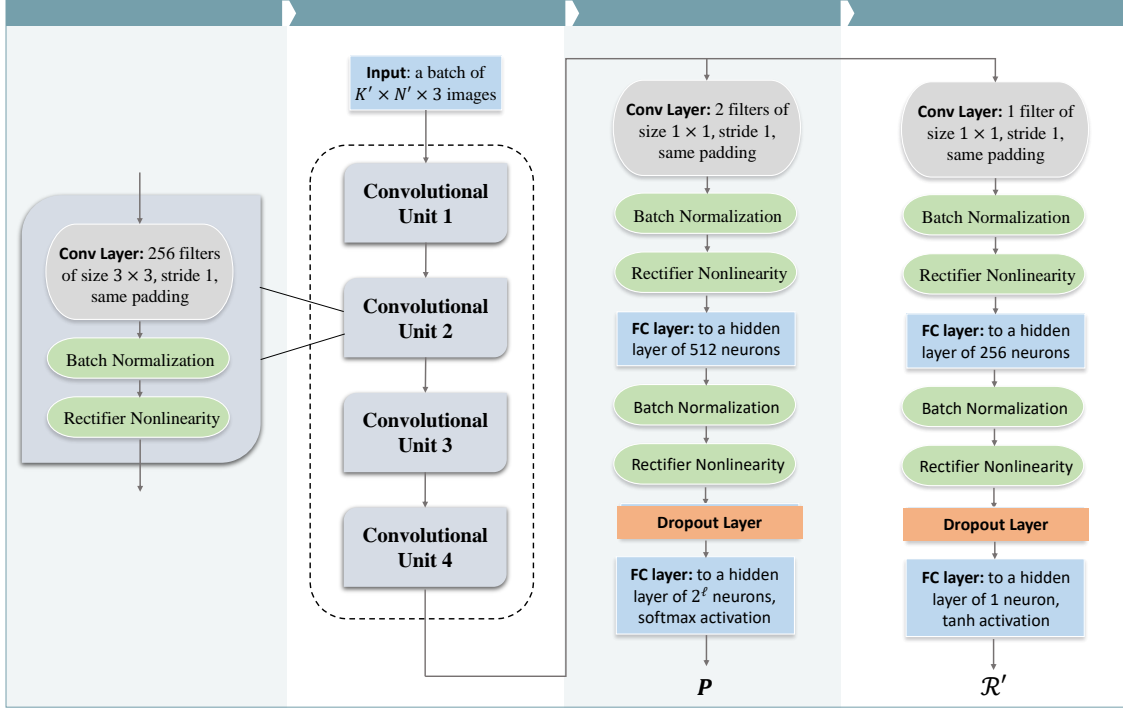 Conv Layer: 256 filters
of size 3 × 3, stride 1,
same padding
Batch Normalization
Rectifier Nonlinearity
Input: a batch of
K′ × N′ × 3 images
Convolutional
Unit 1
Convolutional
Unit 2
Convolutional
Unit 3
Convolutional
Unit 4
Conv Layer: 2 filters of
size 1 × 1, stride 1,
same padding
Batch Normalization
Rectifier Nonlinearity
FC layer: to a hidden
layer of 512 neurons
Batch Normalization
Rectifier Nonlinearity
Dropout Layer
FC layer: to a hidden
layer of 2^ℓ neurons,
softmax activation
P
Conv Layer: 1 filter of
size 1 × 1, stride 1,
same padding
Batch Normalization
Rectifier Nonlinearity
FC layer: to a hidden
layer of 256 neurons
Batch Normalization
Rectifier Nonlinearity
Dropout Layer
FC layer: to a hidden
layer of 1 neuron,
tanh activation
ℛ′